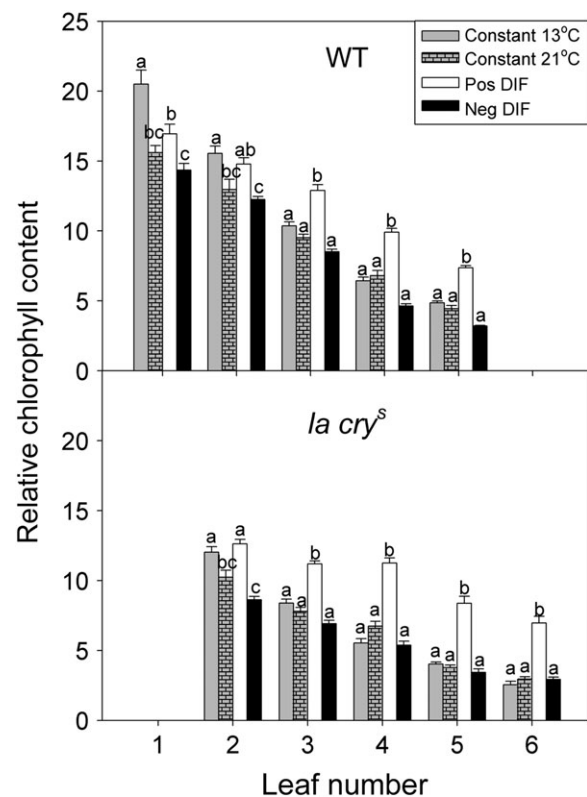 Constant 13°C
Constant 21°C
Pos DIF
Neg DIF
WT
25
20
15
10
5
0
a bc b c
a bc ab c
a a b a
a a b a
a a b a
Relative chlorophyll content
la cry^s
20
15
10
5
0
a bc a c
a a b a
a a b a
a a b a
a a b a
1 2 3 4 5 6
Leaf number